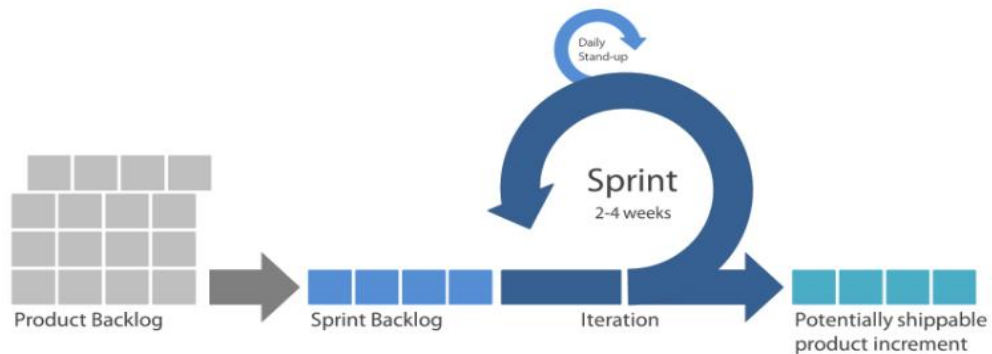 Daily
Stand-up
Sprint
2-4 weeks
Product Backlog
Sprint Backlog
Iteration
Potentially shippable
product increment